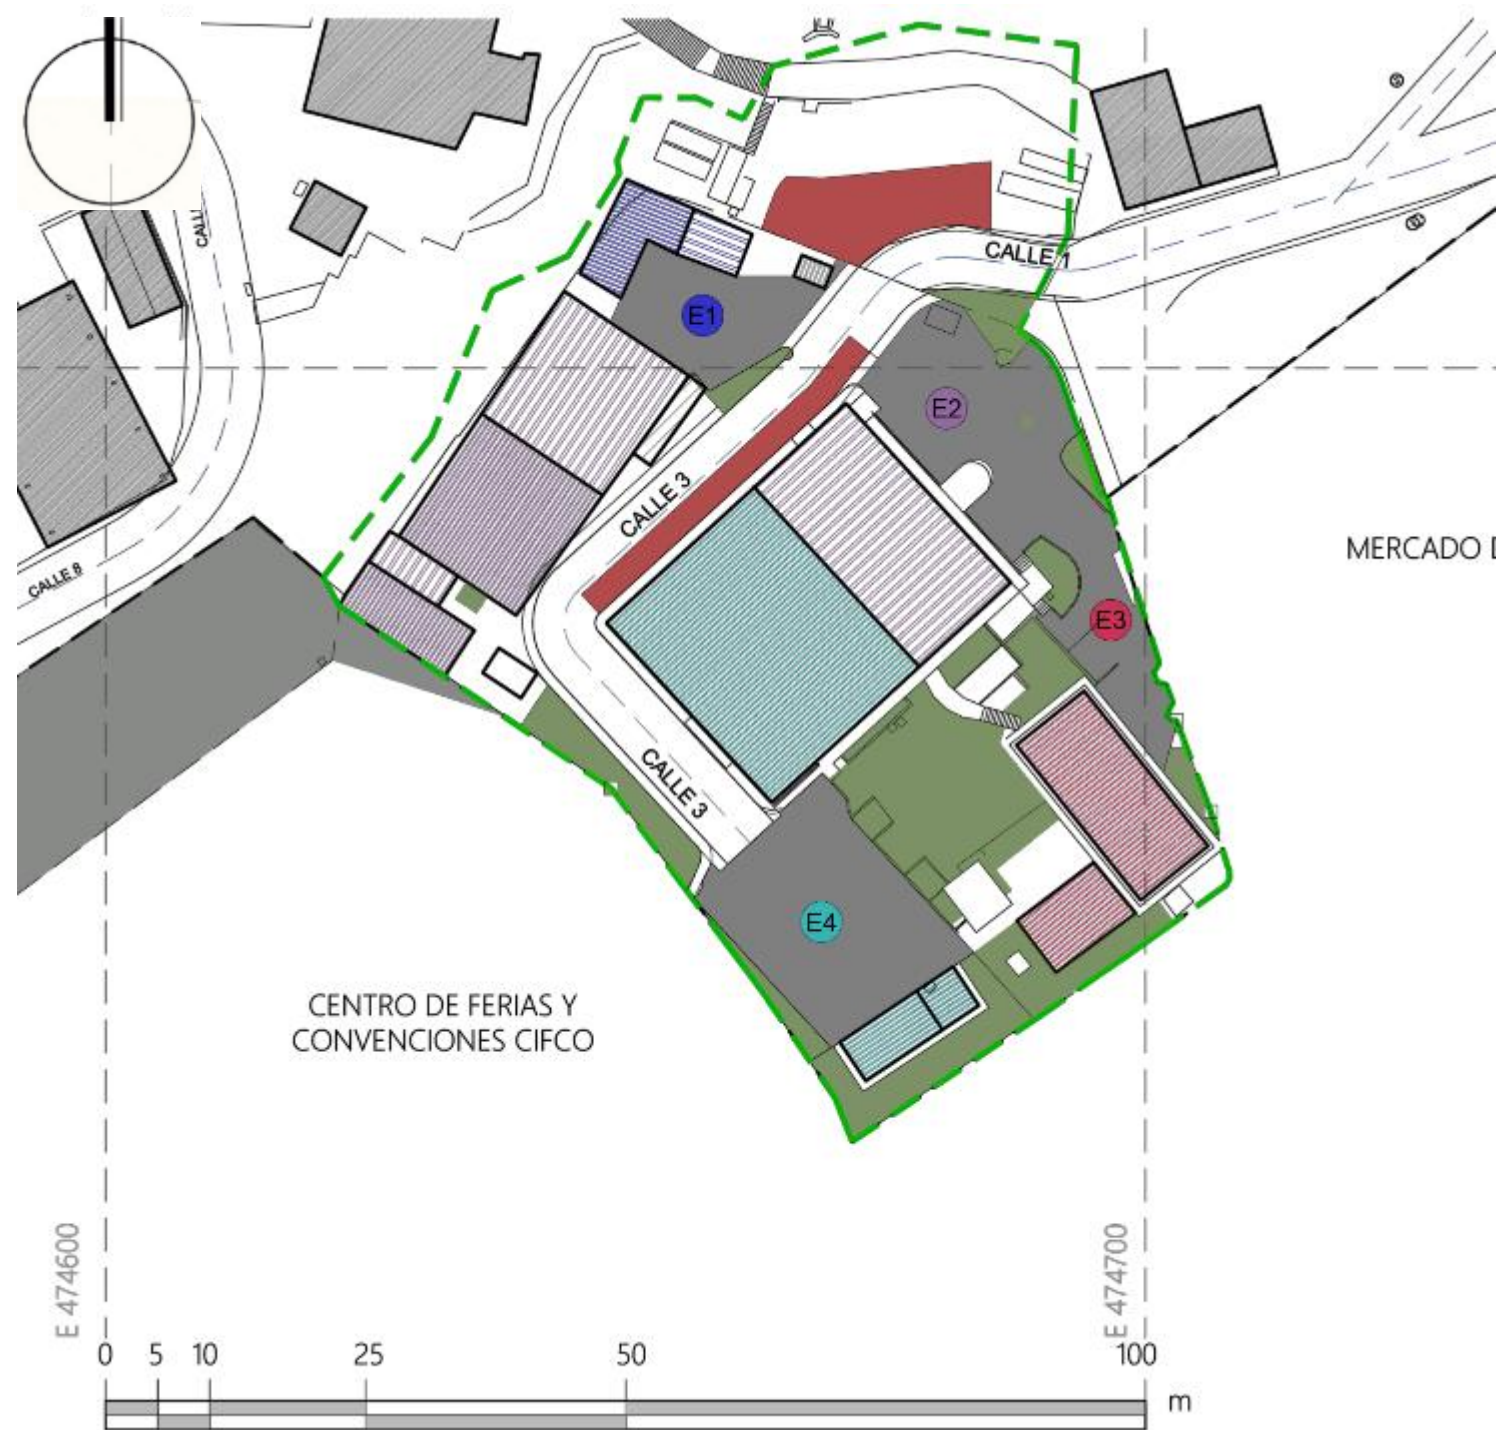 CALL
CALLE 1
E1
E2
CALLE 3
MERCADO D
CALLE 8
E3
CALLE 3
E4
CENTRO DE FERIAS Y
CONVENCIONES CIFCO
E 474600
E 474700
0 5 10 25 50 100
m